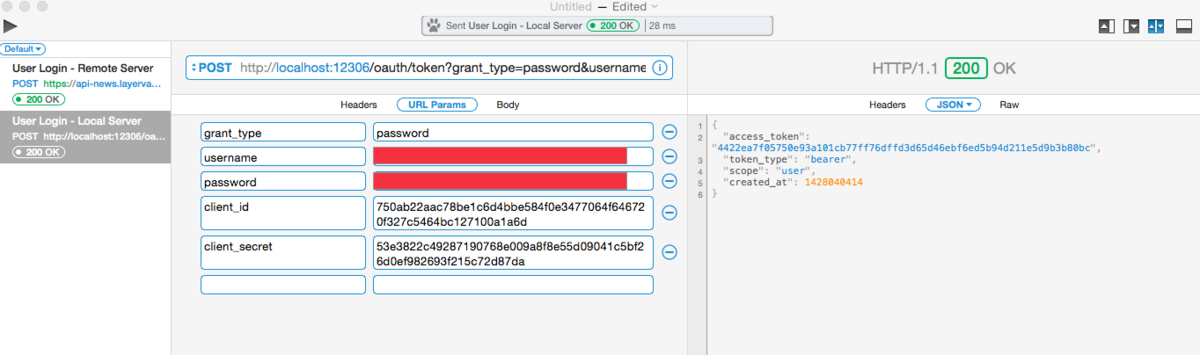 Untitled — Edited
Sent User Login - Local Server 200 OK | 28 ms
Default
User Login - Remote Server
POST https://api-news.layerva...
200 OK
User Login - Local Server
POST http://localhost:12306/oa...
200 OK
POST http://localhost:12306/oauth/token?grant_type=password&username
Headers URL Params Body
grant_type password
username
password
client_id 750ab22aac78be1c6d4bbe584f0e3477064f646720f327c5464bc127100a1a6d
client_secret 53e3822c49287190768e009a8f8e55d09041c5bf26d0ef982693f215c72d87da
HTTP/1.1 200 OK
Headers JSON Raw
1 {
2 "access_token":
"4422ea7f05750e93a101cb77ff76dffd3d65d46ebf6ed5b94d211e5d9b3b80bc",
3 "token_type": "bearer",
4 "scope": "user",
5 "created_at": 1428040414
6 }